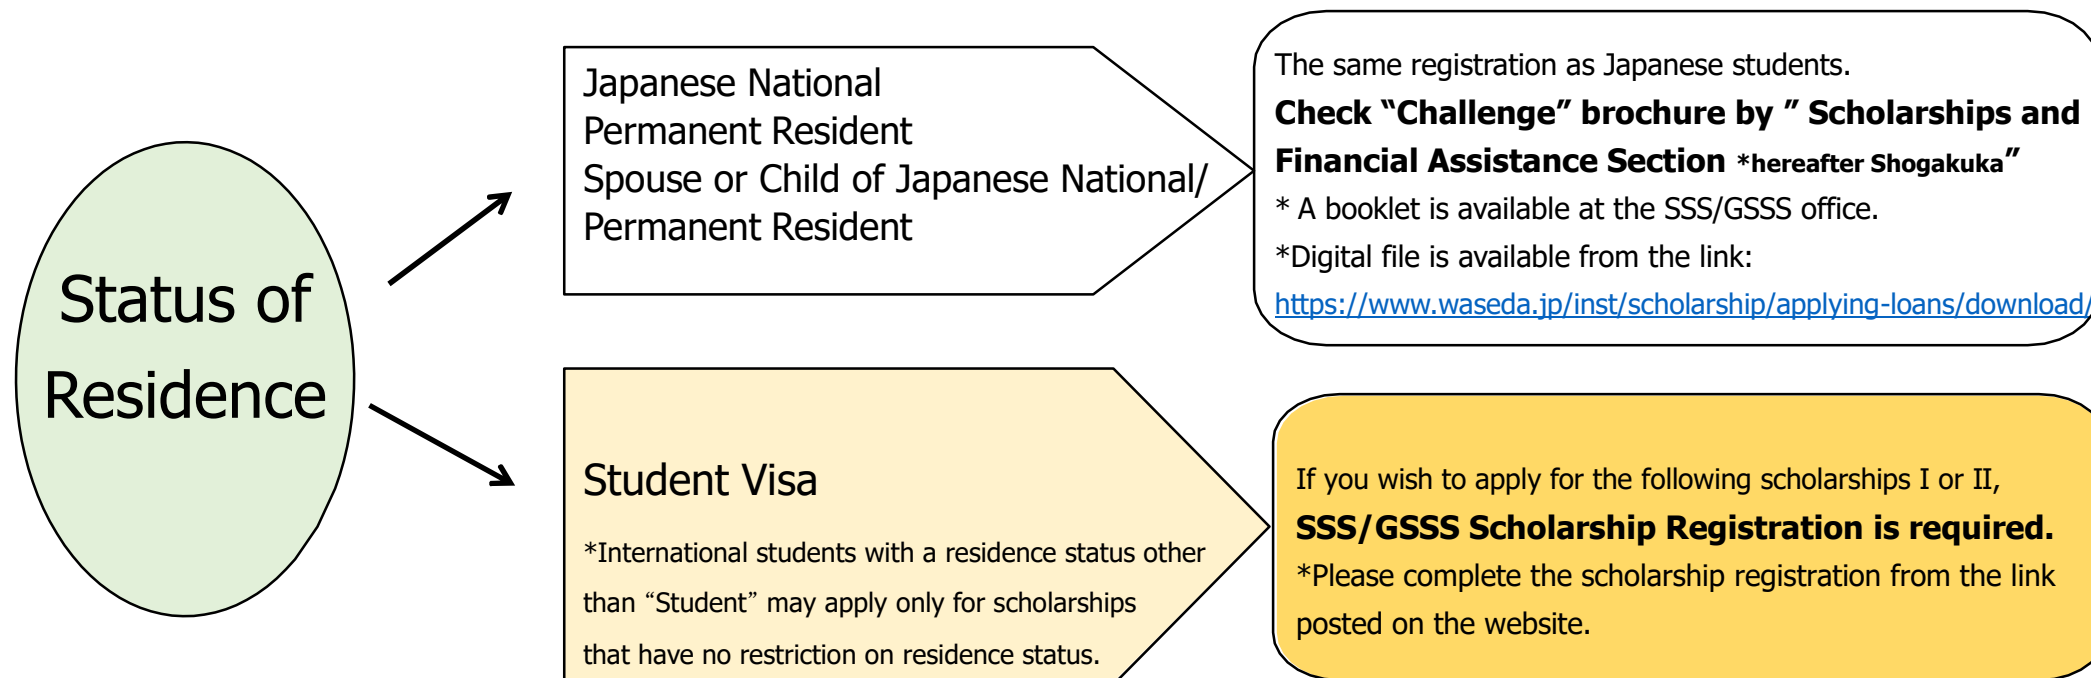 Status of
Residence
Japanese National
Permanent Resident
Spouse or Child of Japanese National/
Permanent Resident
The same registration as Japanese students.
Check “Challenge” brochure by ” Scholarships and
Financial Assistance Section *hereafter Shogakuka”
* A booklet is available at the SSS/GSSS office.
*Digital file is available from the link:
https://www.waseda.jp/inst/scholarship/applying-loans/download/
Student Visa
*International students with a residence status other
than “Student” may apply only for scholarships
that have no restriction on residence status.
If you wish to apply for the following scholarships I or II,
SSS/GSSS Scholarship Registration is required.
*Please complete the scholarship registration from the link
posted on the website.